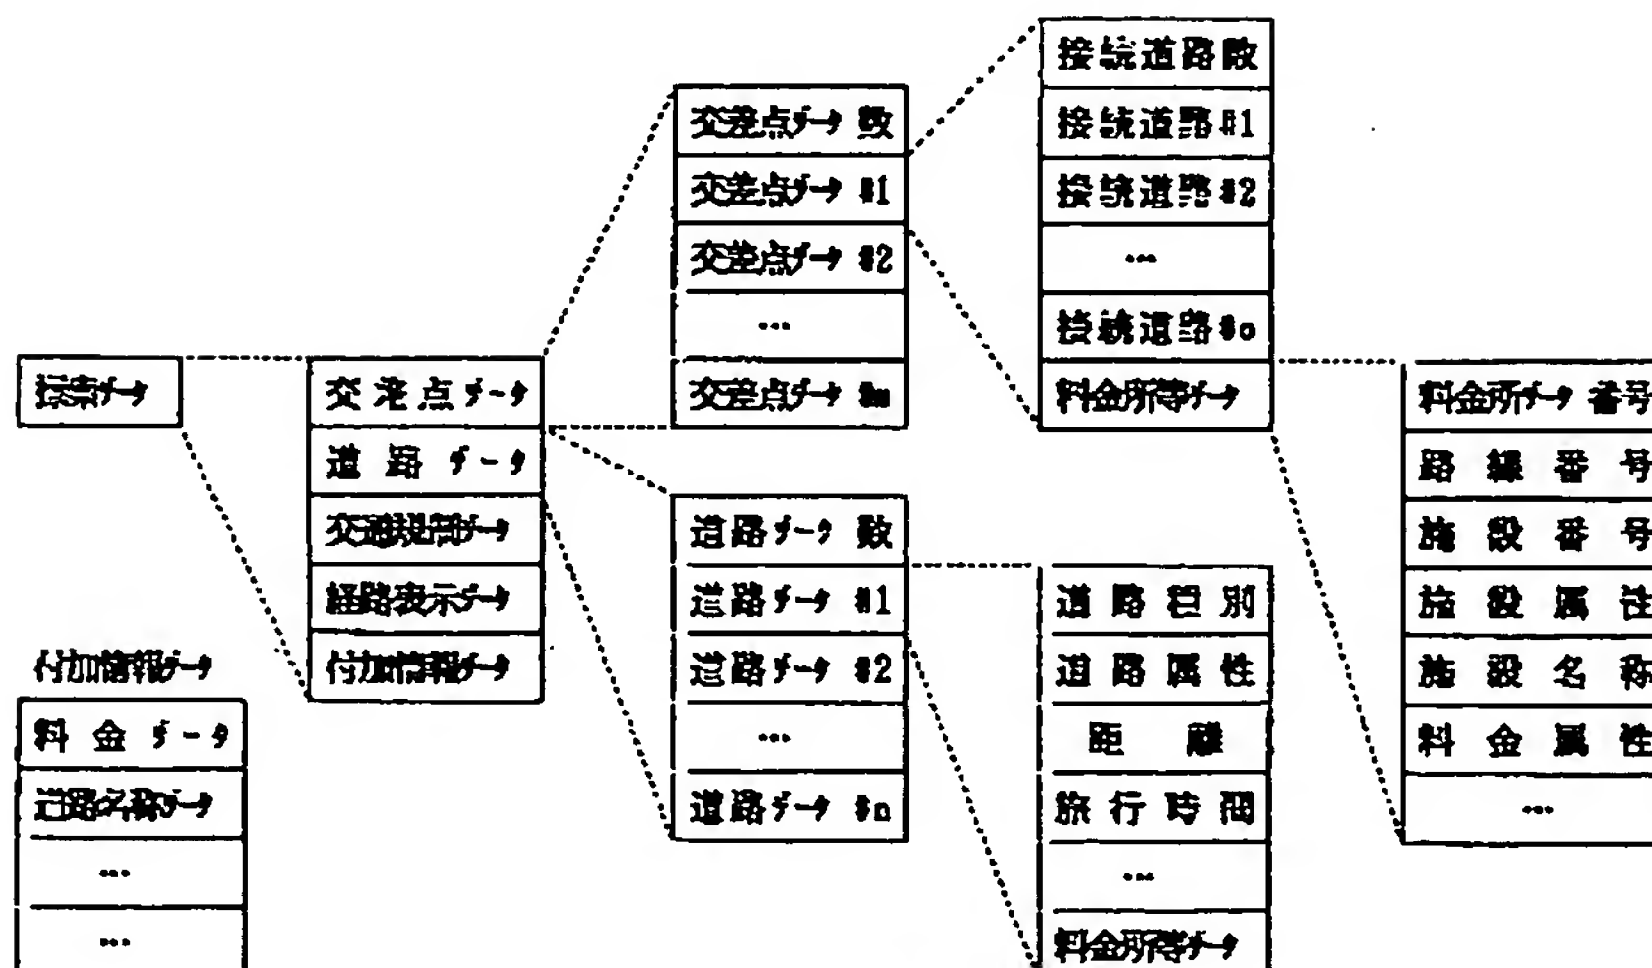 探索データ
交差点データ
道路データ
交通規制データ
経路表示データ
付加情報データ
付加情報データ
料金データ
道路名称データ
…
…
交差点データ数
交差点データ#1
交差点データ#2
…
交差点データ#m
道路データ数
道路データ#1
道路データ#2
…
道路データ#n
接続道路数
接続道路#1
接続道路#2
…
接続道路#o
料金所等データ
道路種別
道路属性
距離
旅行時間
…
料金所等データ
料金所データ番号
路線番号
施設番号
施設属性
施設名称
料金属性
…